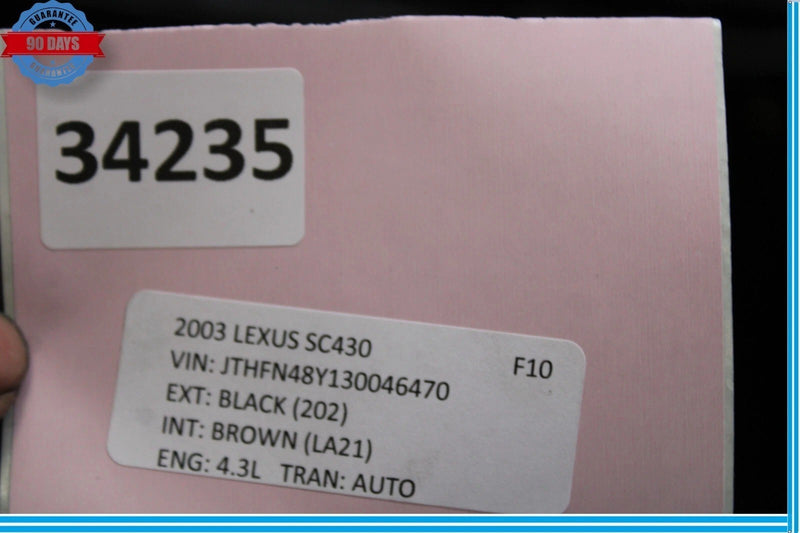 GUARANTEE
90 DAYS
GUARANTEE
34235
2003 LEXUS SC430 F10
VIN: JTHFN48Y130046470
EXT: BLACK (202)
INT: BROWN (LA21)
ENG: 4.3L TRAN: AUTO